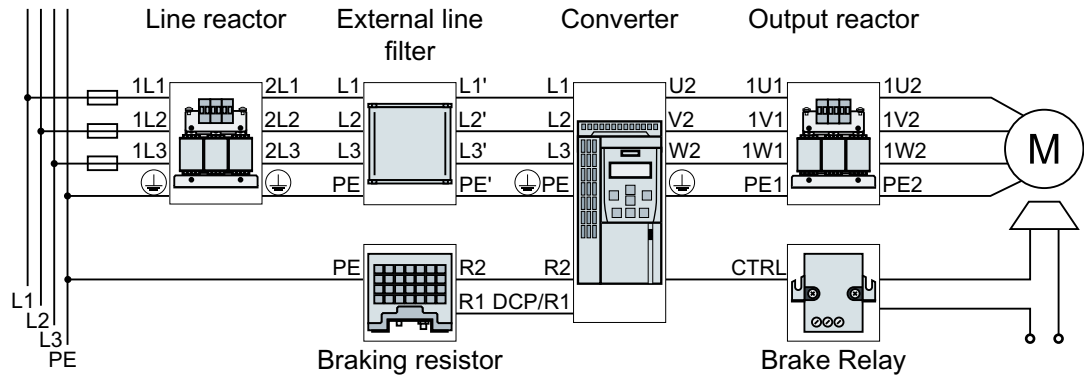 Line reactor External line filter Converter Output reactor
1L1 2L1 L1 L1' L1 U2 1U1 1U2
1L2 2L2 L2 L2' L2 V2 1V1 1V2
1L3 2L3 L3 L3' L3 W2 1W1 1W2
M
PE PE' PE PE1 PE2
PE R2 R2 CTRL
R1 DCP/R1
L1
L2
L3
PE
Braking resistor Brake Relay